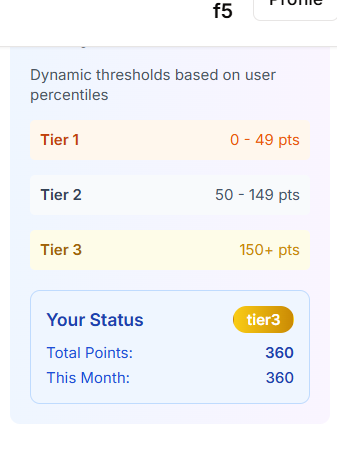 f5
Profile
Dynamic thresholds based on user
percentiles
Tier 1
0 - 49 pts
Tier 2
50 - 149 pts
Tier 3
150+ pts
Your Status
tier3
Total Points:
360
This Month:
360